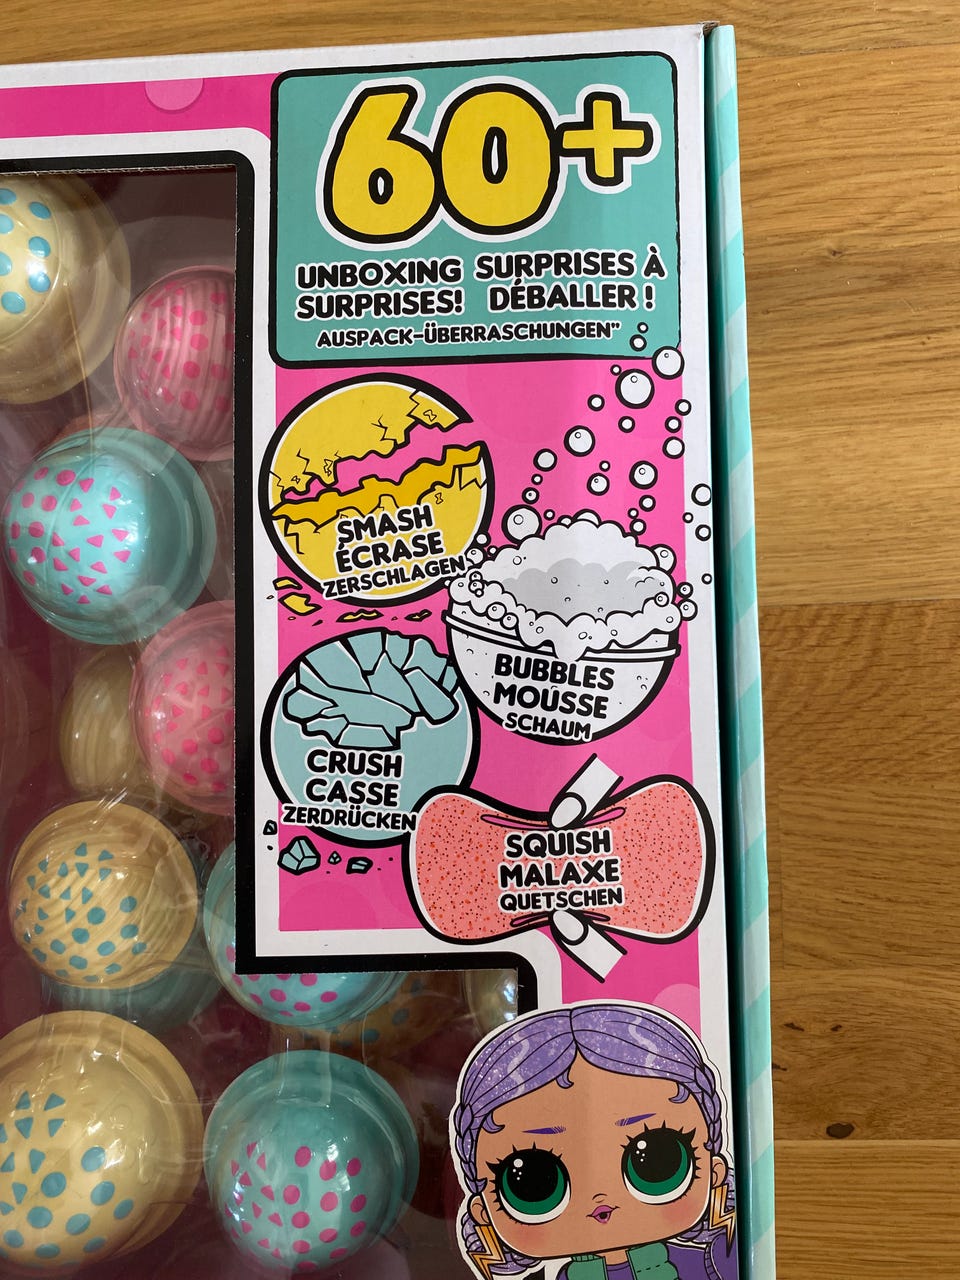 60+
UNBOXING SURPRISES À
SURPRISES! DÉBALLER !
AUSPACK-ÜBERRASCHUNGEN"
SMASH
ÉCRASE
ZERSCHLAGEN
BUBBLES
MOUSSE
SCHAUM
CRUSH
CASSE
ZERDRÜCKEN
SQUISH
MALAXE
QUETSCHEN